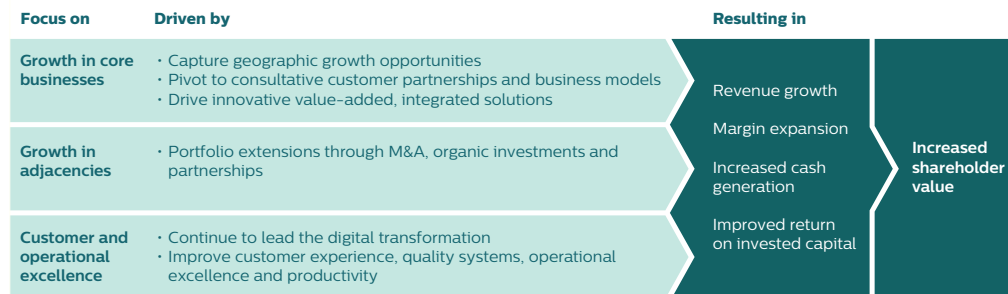 Focus on
Driven by
Resulting in
Growth in core
businesses
· Capture geographic growth opportunities
· Pivot to consultative customer partnerships and business models
· Drive innovative value-added, integrated solutions
Growth in
adjacencies
· Portfolio extensions through M&A, organic investments and
partnerships
Customer and
operational
excellence
· Continue to lead the digital transformation
· Improve customer experience, quality systems, operational
excellence and productivity
Revenue growth
Margin expansion
Increased cash
generation
Improved return
on invested capital
Increased
shareholder
value